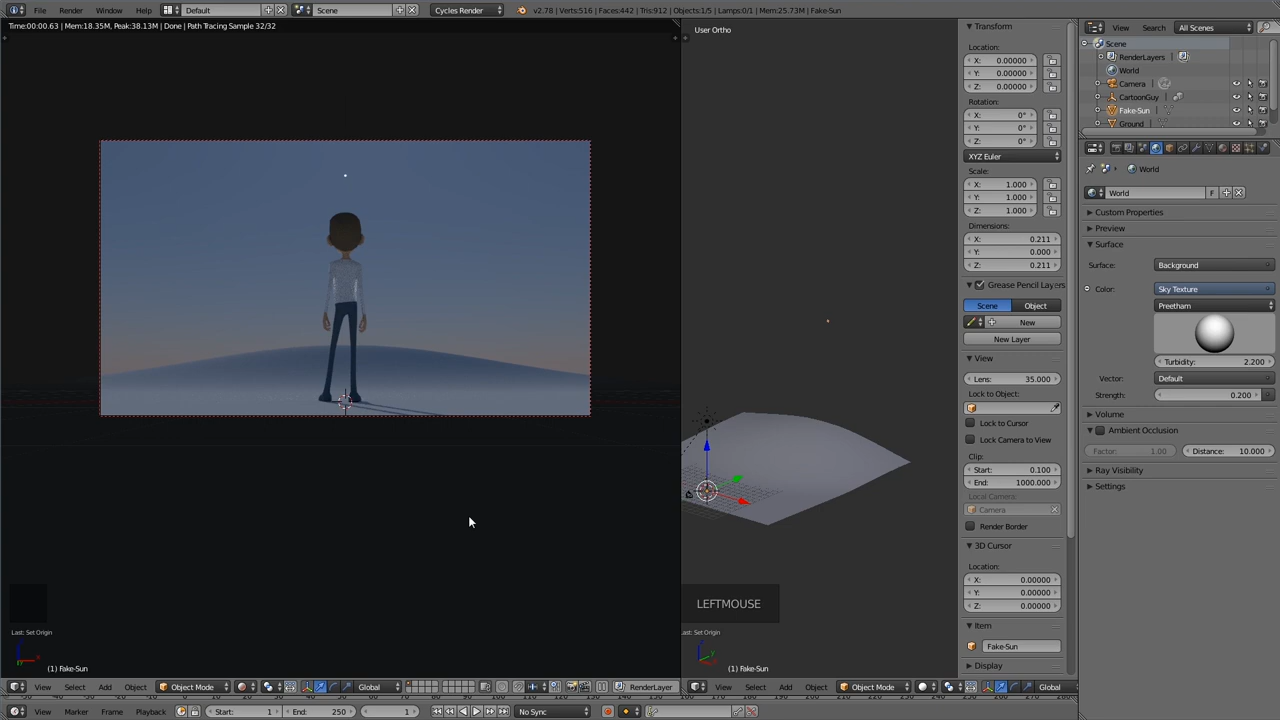 File
Render
Window
Help
Default
Scene
Cycles Render
v2.78 | Verts:516 | Faces:442 | Tris:912 | Objects:1/5 | Lamps:0/1 | Mem:25.73M | Fake-Sun
Time:00:00.63 | Mem:18.35M, Peak:38.13M | Done | Path Tracing Sample 32/32
Last: Set Origin
(1) Fake-Sun
View
Select
Add
Object
Object Mode
Global
RenderLayer
User Ortho
LEFTMOUSE
Last: Set Origin
(1) Fake-Sun
View
Select
Add
Object
Object Mode
Global
Transform
Location:
X: 0.00000
Y: 0.00000
Z: 0.00000
Rotation:
X: 0°
Y: 0°
Z: 0°
XYZ Euler
Scale:
X: 1.000
Y: 1.000
Z: 1.000
Dimensions:
X: 0.211
Y: 0.000
Z: 0.211
Grease Pencil Layers
Scene
Object
New
New Layer
View
Lens: 35.000
Lock to Object:
Lock to Cursor
Lock Camera to View
Clip:
Start: 0.100
End: 1000.000
Local Camera:
Camera
Render Border
3D Cursor
Location:
X: 0.00000
Y: 0.00000
Z: 0.00000
Item
Fake-Sun
Display
View
Search
All Scenes
Scene
RenderLayers
World
Camera
CartoonGuy
Fake-Sun
Ground
World
World
F
Custom Properties
Preview
Surface
Surface: Background
Color: Sky Texture
Preetham
Turbidity: 2.200
Vector: Default
Strength: 0.200
Volume
Ambient Occlusion
Factor: 1.00
Distance: 10.000
Ray Visibility
Settings
View
Marker
Frame
Playback
Start: 1
End: 250
1
No Sync